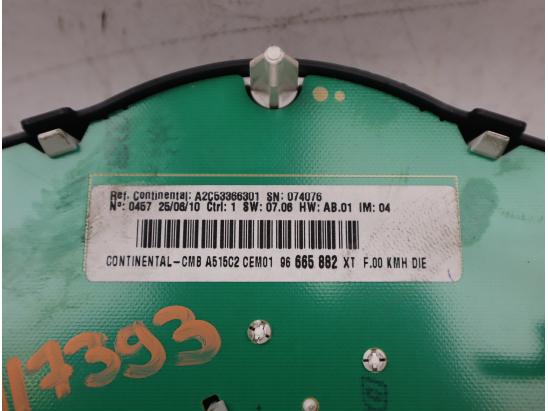 Ref. Continental: A2C53366301 SN: 074076
N°: 0457 25/06/10 Ctrl: 1 SW: 07.06 HW: AB.01 IM: 04
CONTINENTAL-CMB A515C2 CEM01 96 665 882 XT F.00 KMH DIE
17393